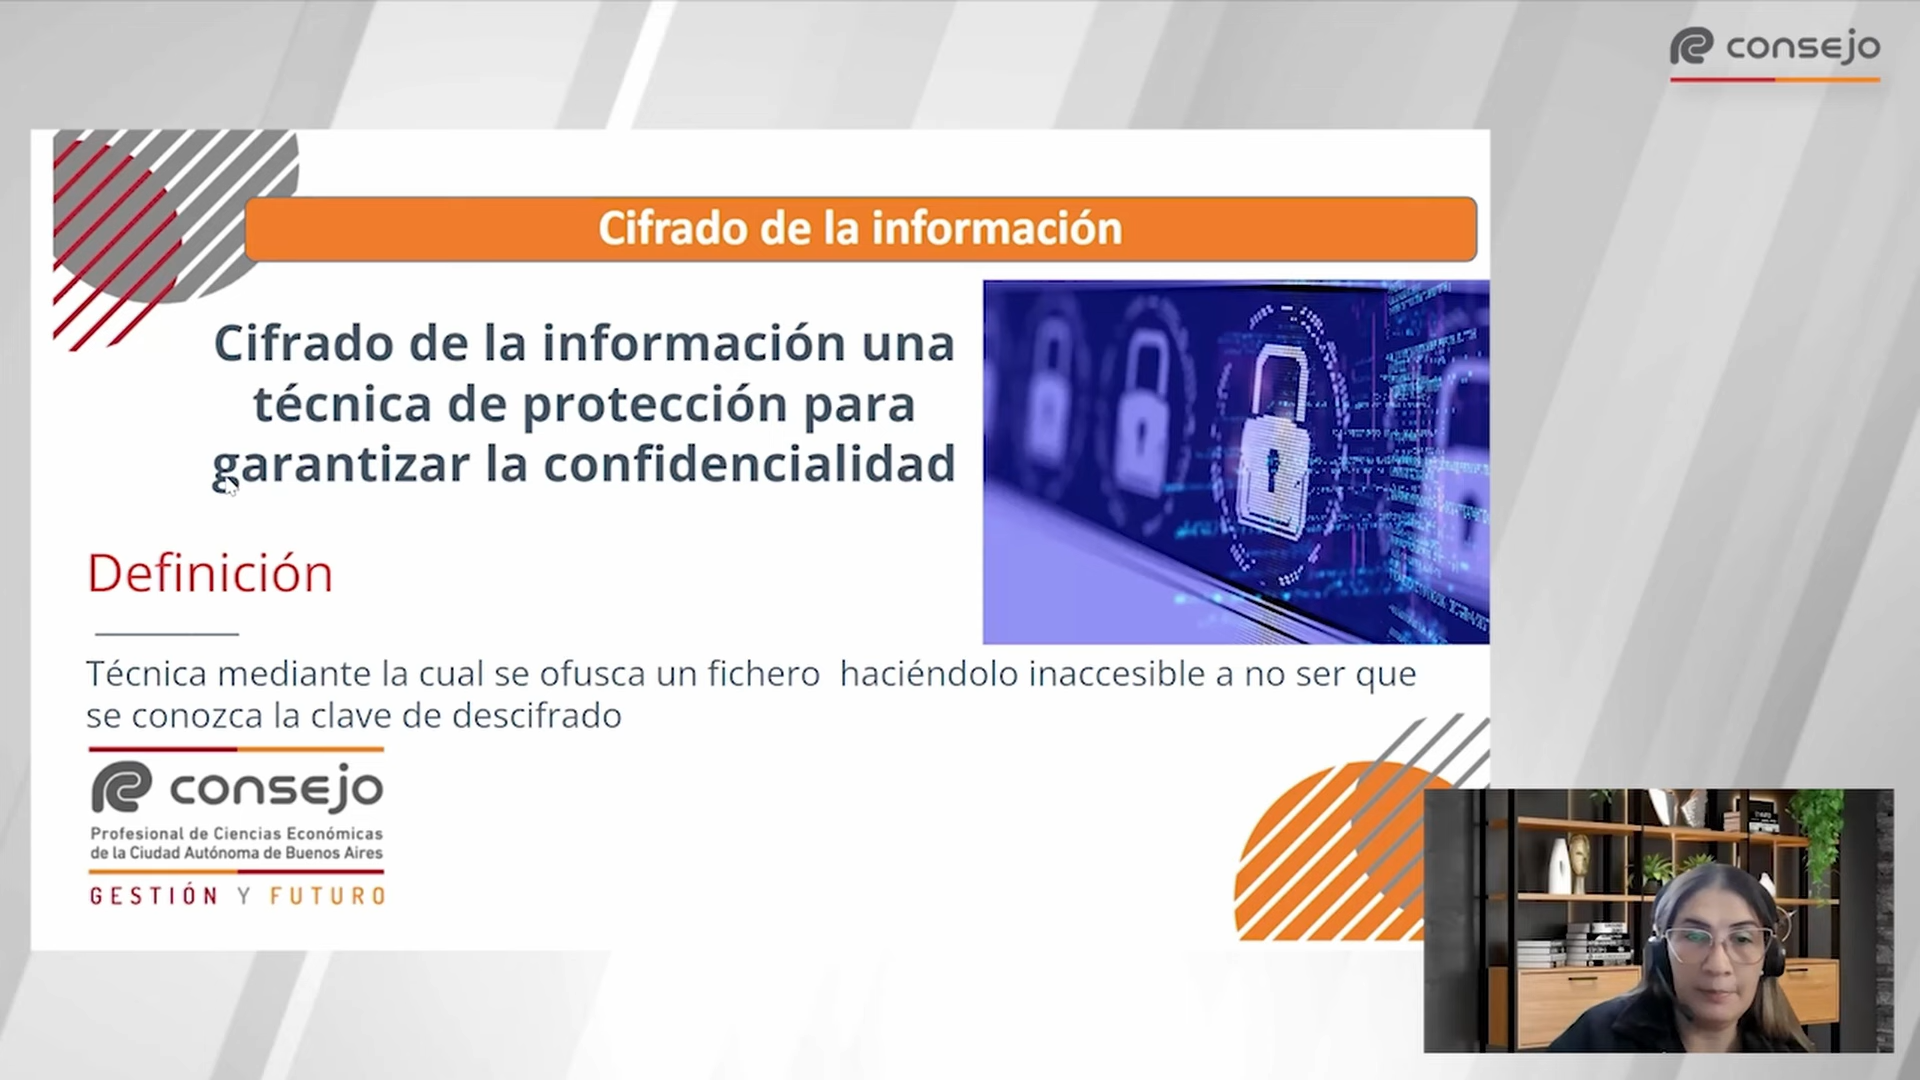 consejo
Cifrado de la información
Cifrado de la información una
técnica de protección para
garantizar la confidencialidad
Definición
Técnica mediante la cual se ofusca un fichero haciéndolo inaccesible a no ser que
se conozca la clave de descifrado
consejo
Profesional de Ciencias Económicas
de la Ciudad Autónoma de Buenos Aires
GESTIÓN Y FUTURO